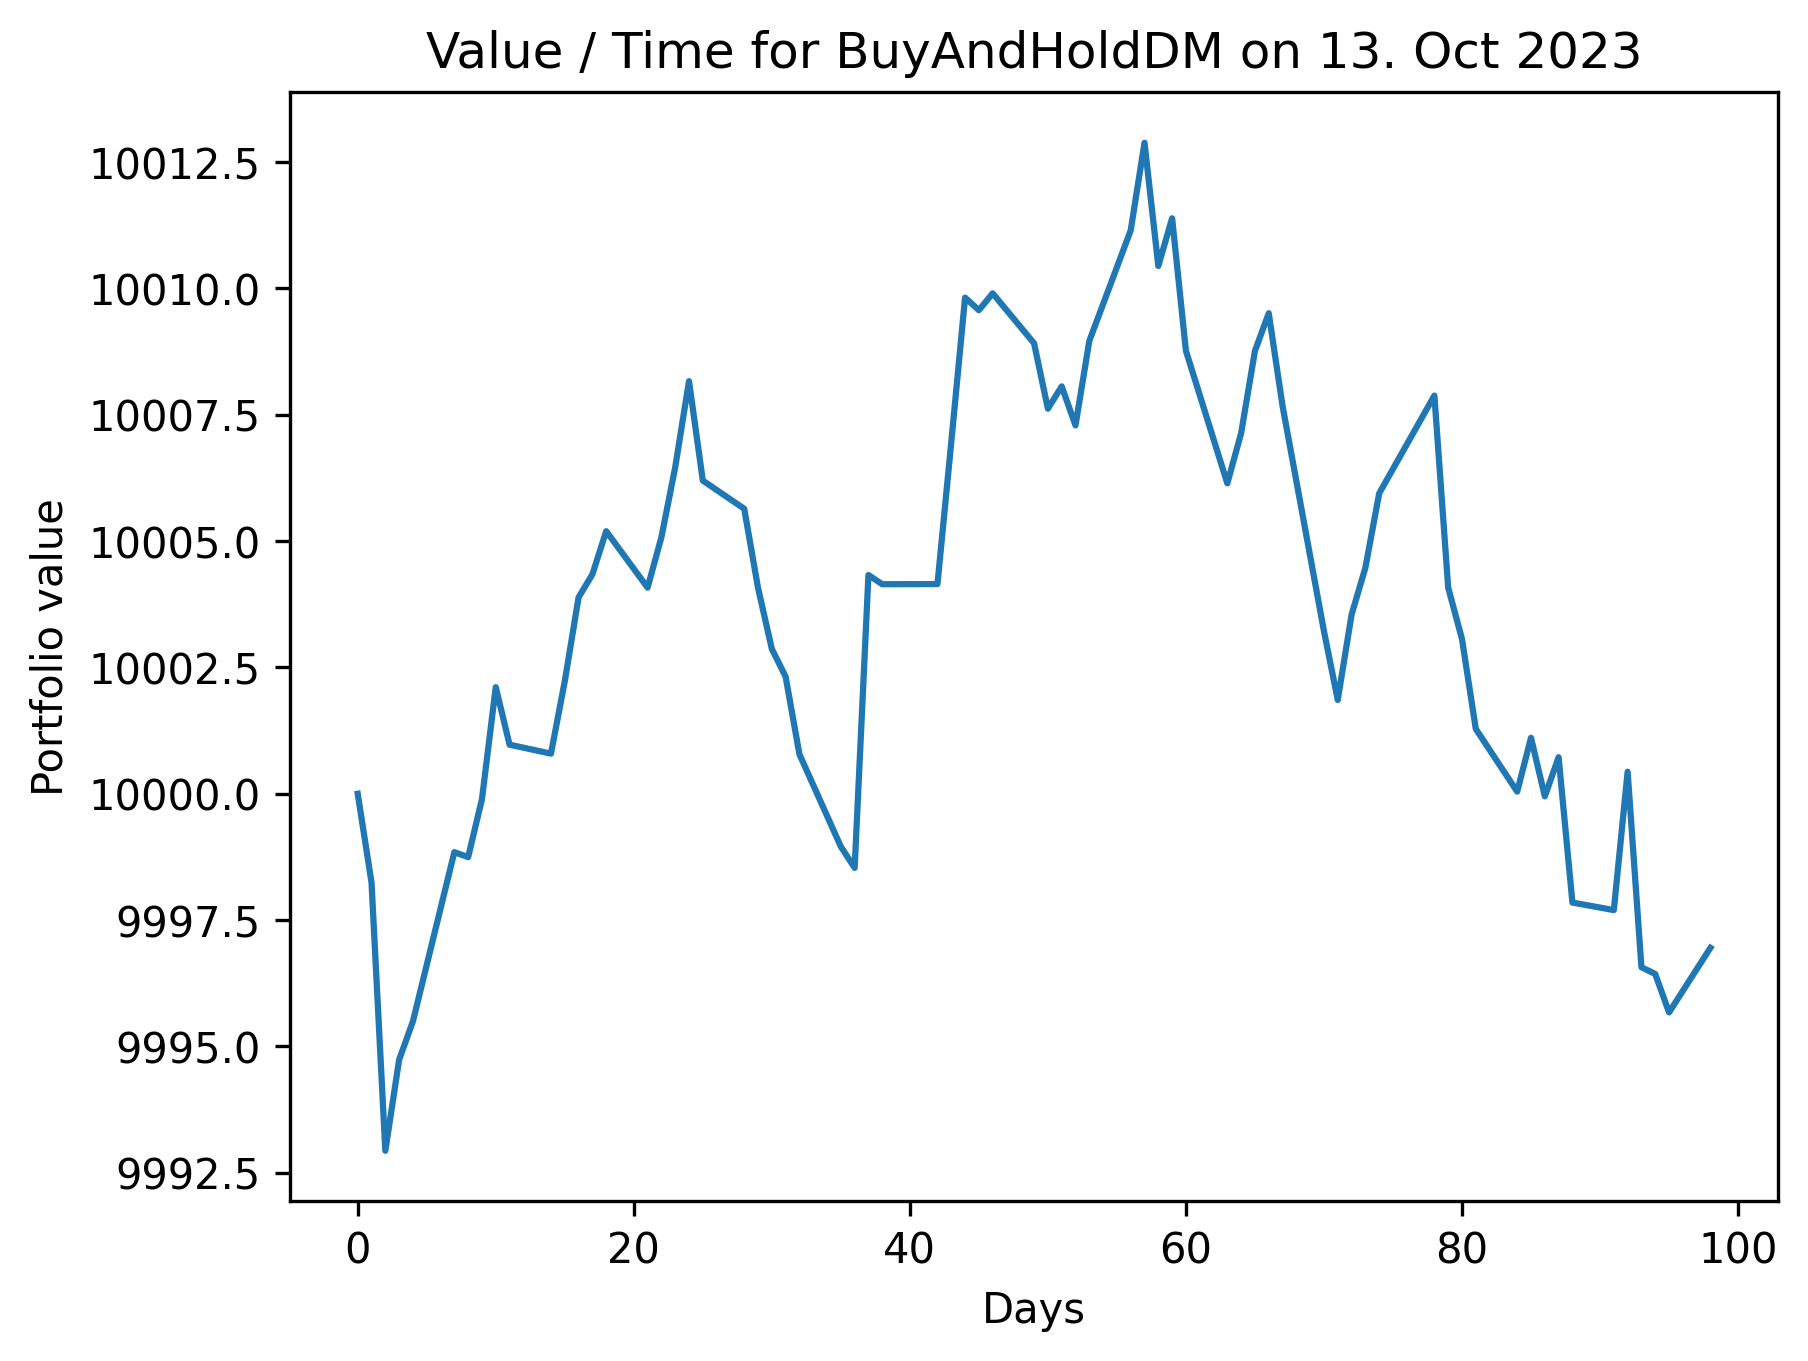 Value / Time for BuyAndHoldDM on 13. Oct 2023
10012.5
10010.0
10007.5
10005.0
10002.5
10000.0
9997.5
9995.0
9992.5
Portfolio value
0 20 40 60 80 100
Days